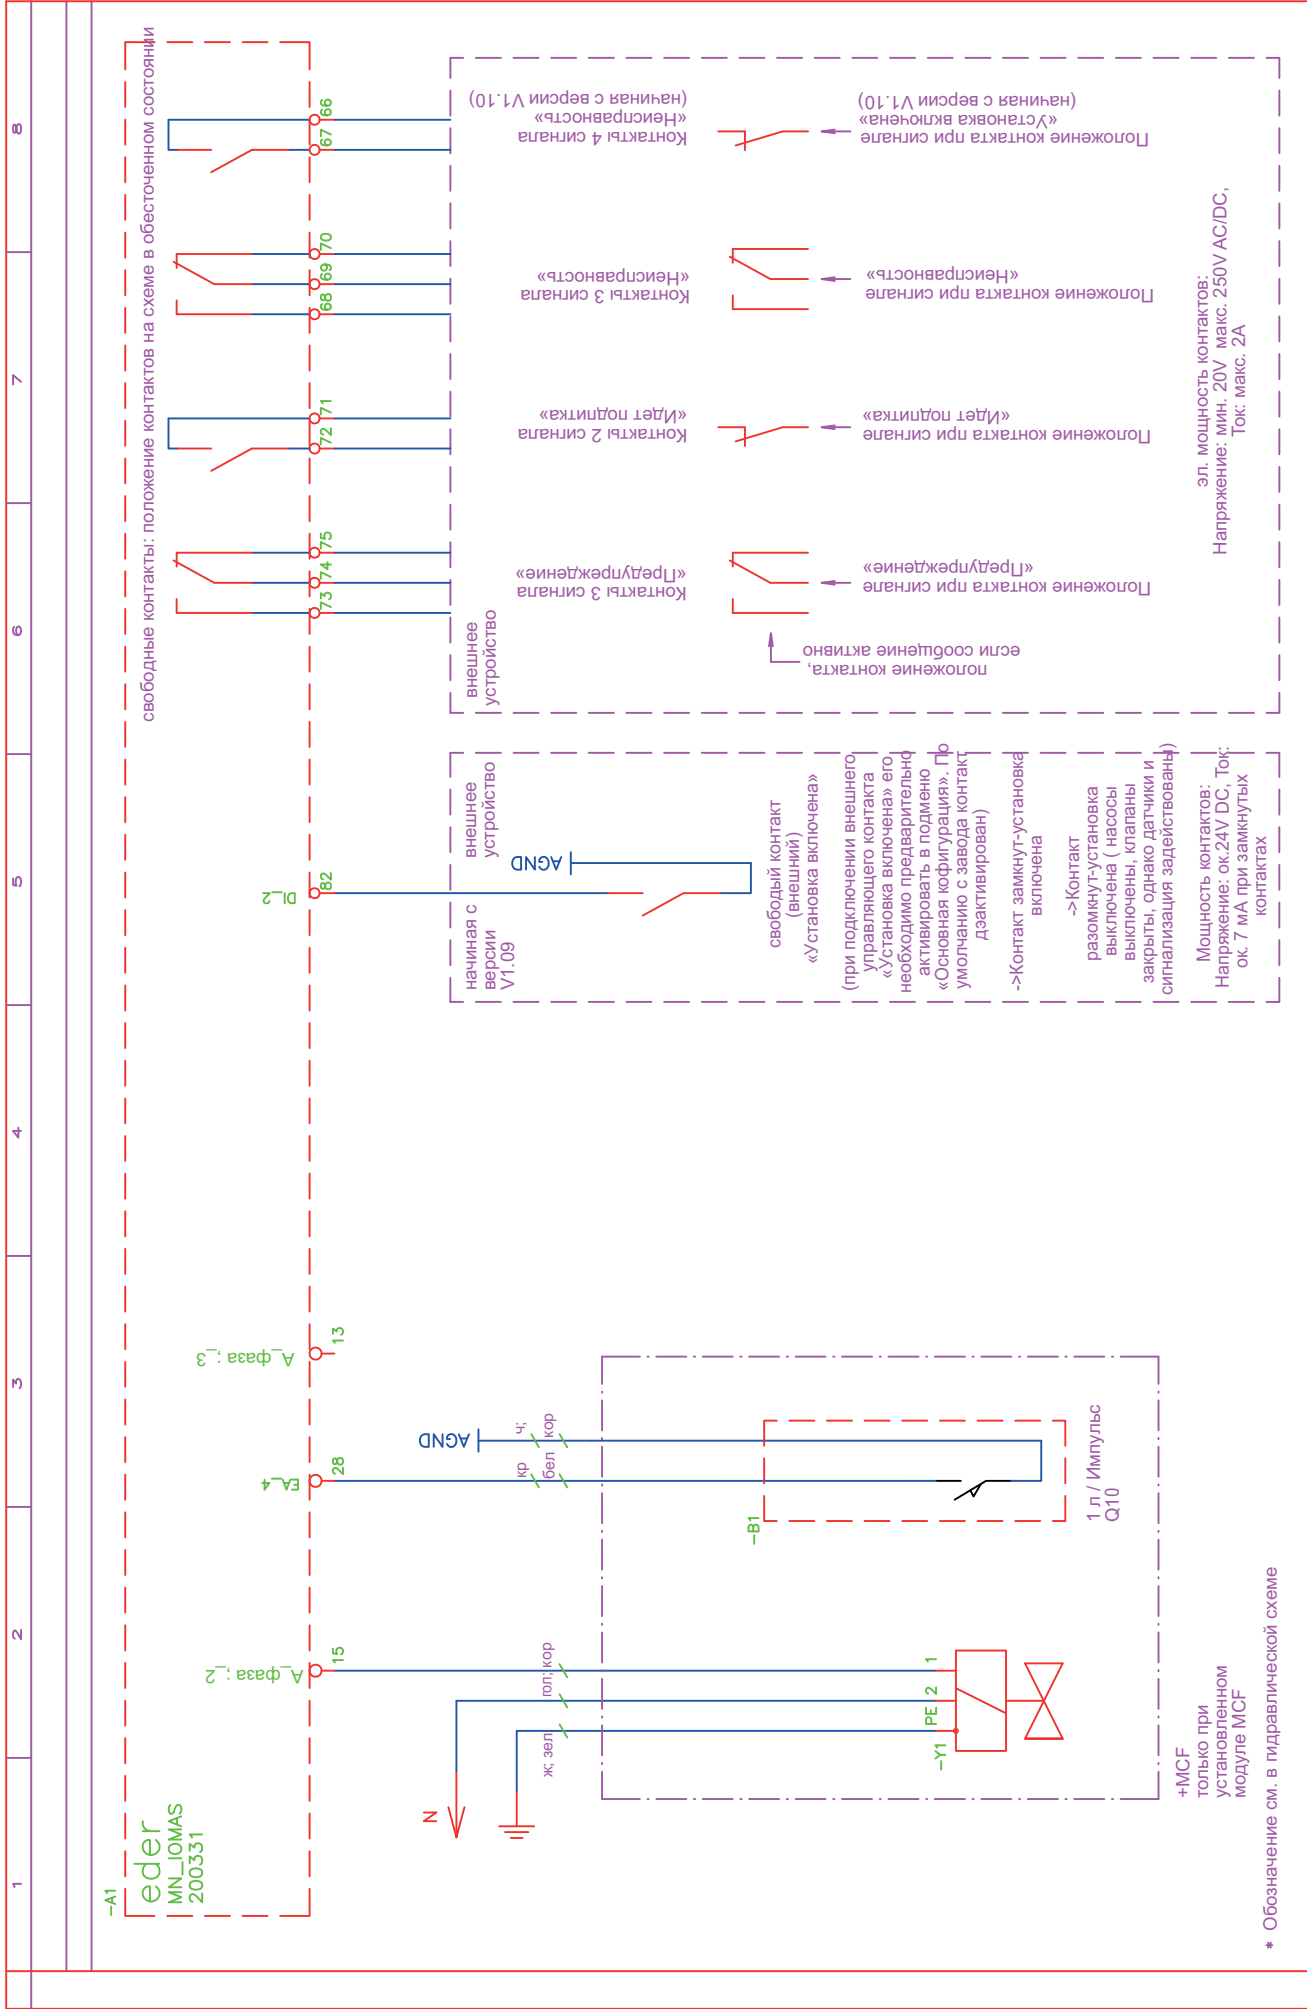 1
2
3
4
5
6
7
8
-A1
eder
MN_IOMAS
200331
свободные контакты: положение контактов на схеме в обесточенном состоянии
А_фаза ;_2
15
EA_4
28
А_фаза ;_3
13
DI_2
82
73
74
75
72
71
68
69
70
67
66
N
ж; зел
гол; кор
кр
ч;
бел
кор
AGND
-Y1
PE
2
1
-B1
1 л / Импульс
Q10
+MCF
только при
установленном
модуле MCF
* Обозначение см. в гидравлической схеме
начиная с
версии
V1.09
внешнее
устройство
AGND
свободый контакт
(внешний)
«Установка включена»
(при подключении внешнего
управляющего контакта
«Установка включена» его
необходимо предварительно
активировать в подменю
«Основная кофигурация». По
умолчанию с завода контакт
дэактивирован)
->Контакт замкнут-установка
включена
->Контакт
разомкнут-установка
выключена ( насосы
выключены, клапаны
закрыты, однако датчики и
сигнализация задействованы)
Мощность контактов:
Напряжение: ок.24V DC, Ток:
ок. 7 мА при замкнутых
контактах
внешнее
устройство
Контакты 3 сигнала
«Предупреждение»
Контакты 2 сигнала
«Идет подпитка»
Контакты 3 сигнала
«Неисправность»
Контакты 4 сигнала
«Неисправность»
(начиная с версии V1.10)
положение контакта,
если сообщение активно
Положение контакта при сигнале
«Предупреждение»
Положение контакта при сигнале
«Идет подпитка»
Положение контакта при сигнале
«Неисправность»
Положение контакта при сигнале
«Установка включена»
(начиная с версии V1.10)
эл. мощность контактов:
Напряжение: мин. 20V макс. 250V AC/DC,
Ток: макс. 2A